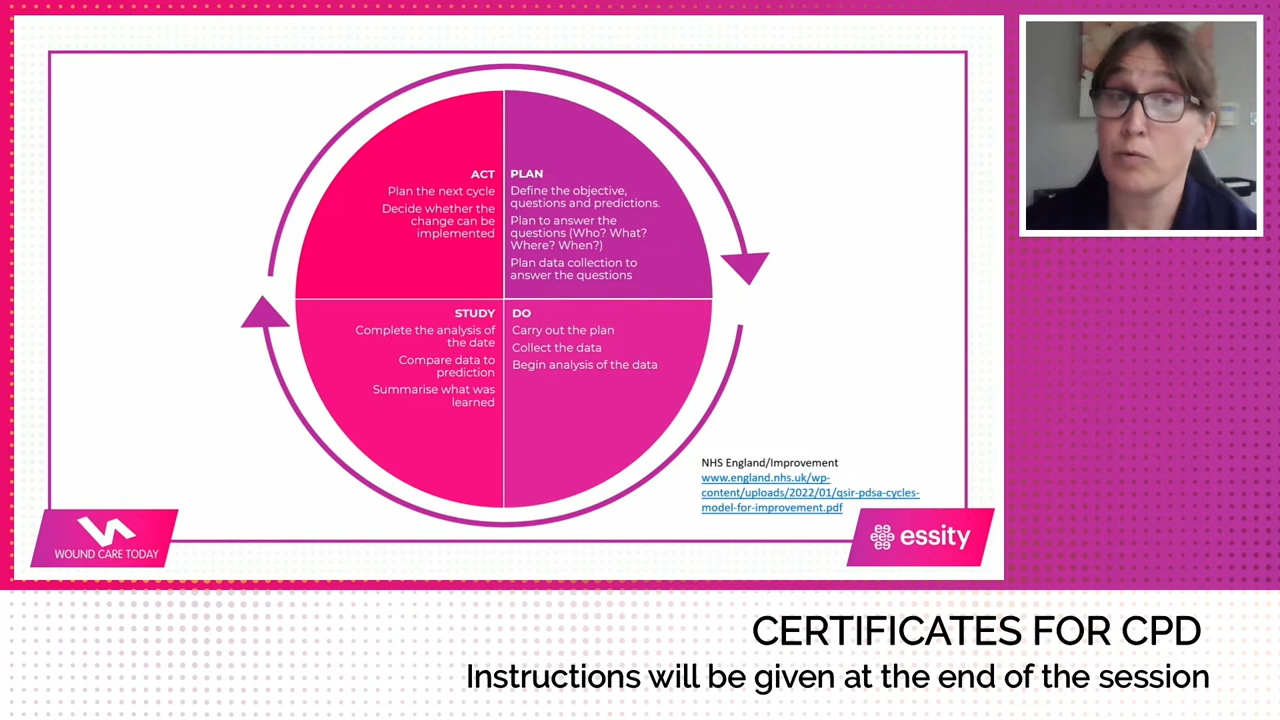 ACT
Plan the next cycle
Decide whether the
change can be
implemented
PLAN
Define the objective,
questions and predictions.
Plan to answer the
questions (Who? What?
Where? When?)
Plan data collection to
answer the questions
STUDY
Complete the analysis of
the date
Compare data to
prediction
Summarise what was
learned
DO
Carry out the plan
Collect the data
Begin analysis of the data
NHS England/Improvement
www.england.nhs.uk/wp-
content/uploads/2022/01/qsir-pdsa-cycles-
model-for-improvement.pdf
WOUND CARE TODAY
essity
CERTIFICATES FOR CPD
Instructions will be given at the end of the session